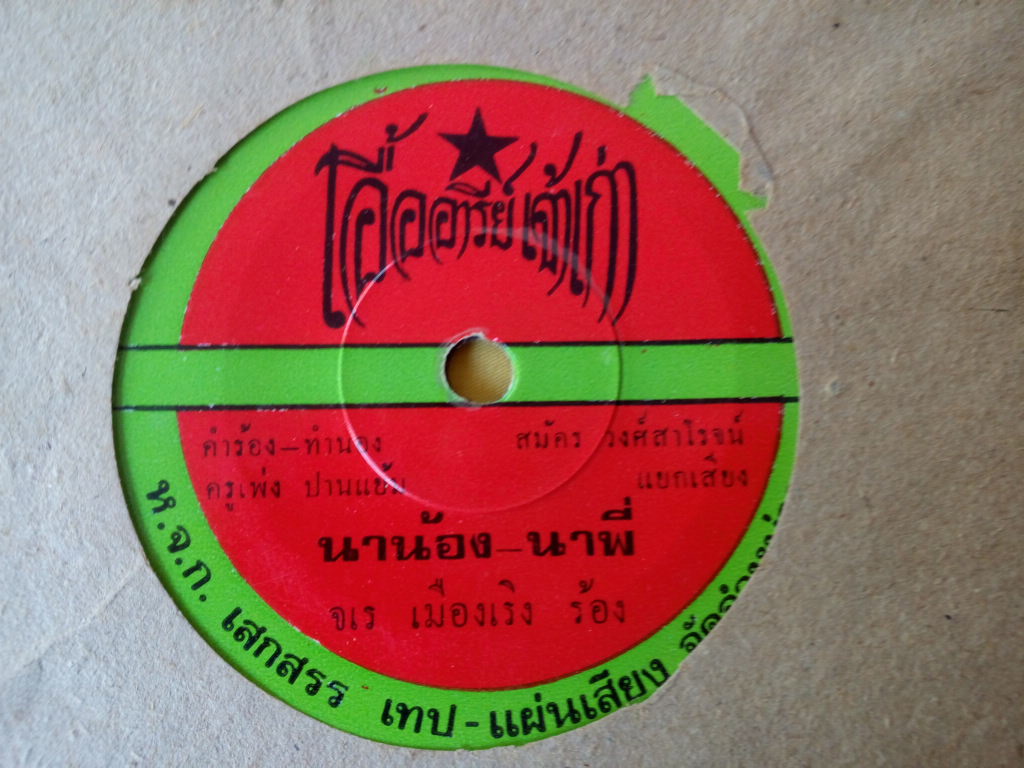 โอี้ออารีย์เจ้าเก่า
คำร้อง–ทำนอง
ครูเพ่ง ปานแย้ม
สมัคร วงศ์สาโรจน์
แยกเสียง
นาน้อง–นาพี่
จเร เมืองเริง ร้อง
ห.จ.ก. เสกสรร เทป-แผ่นเสียง